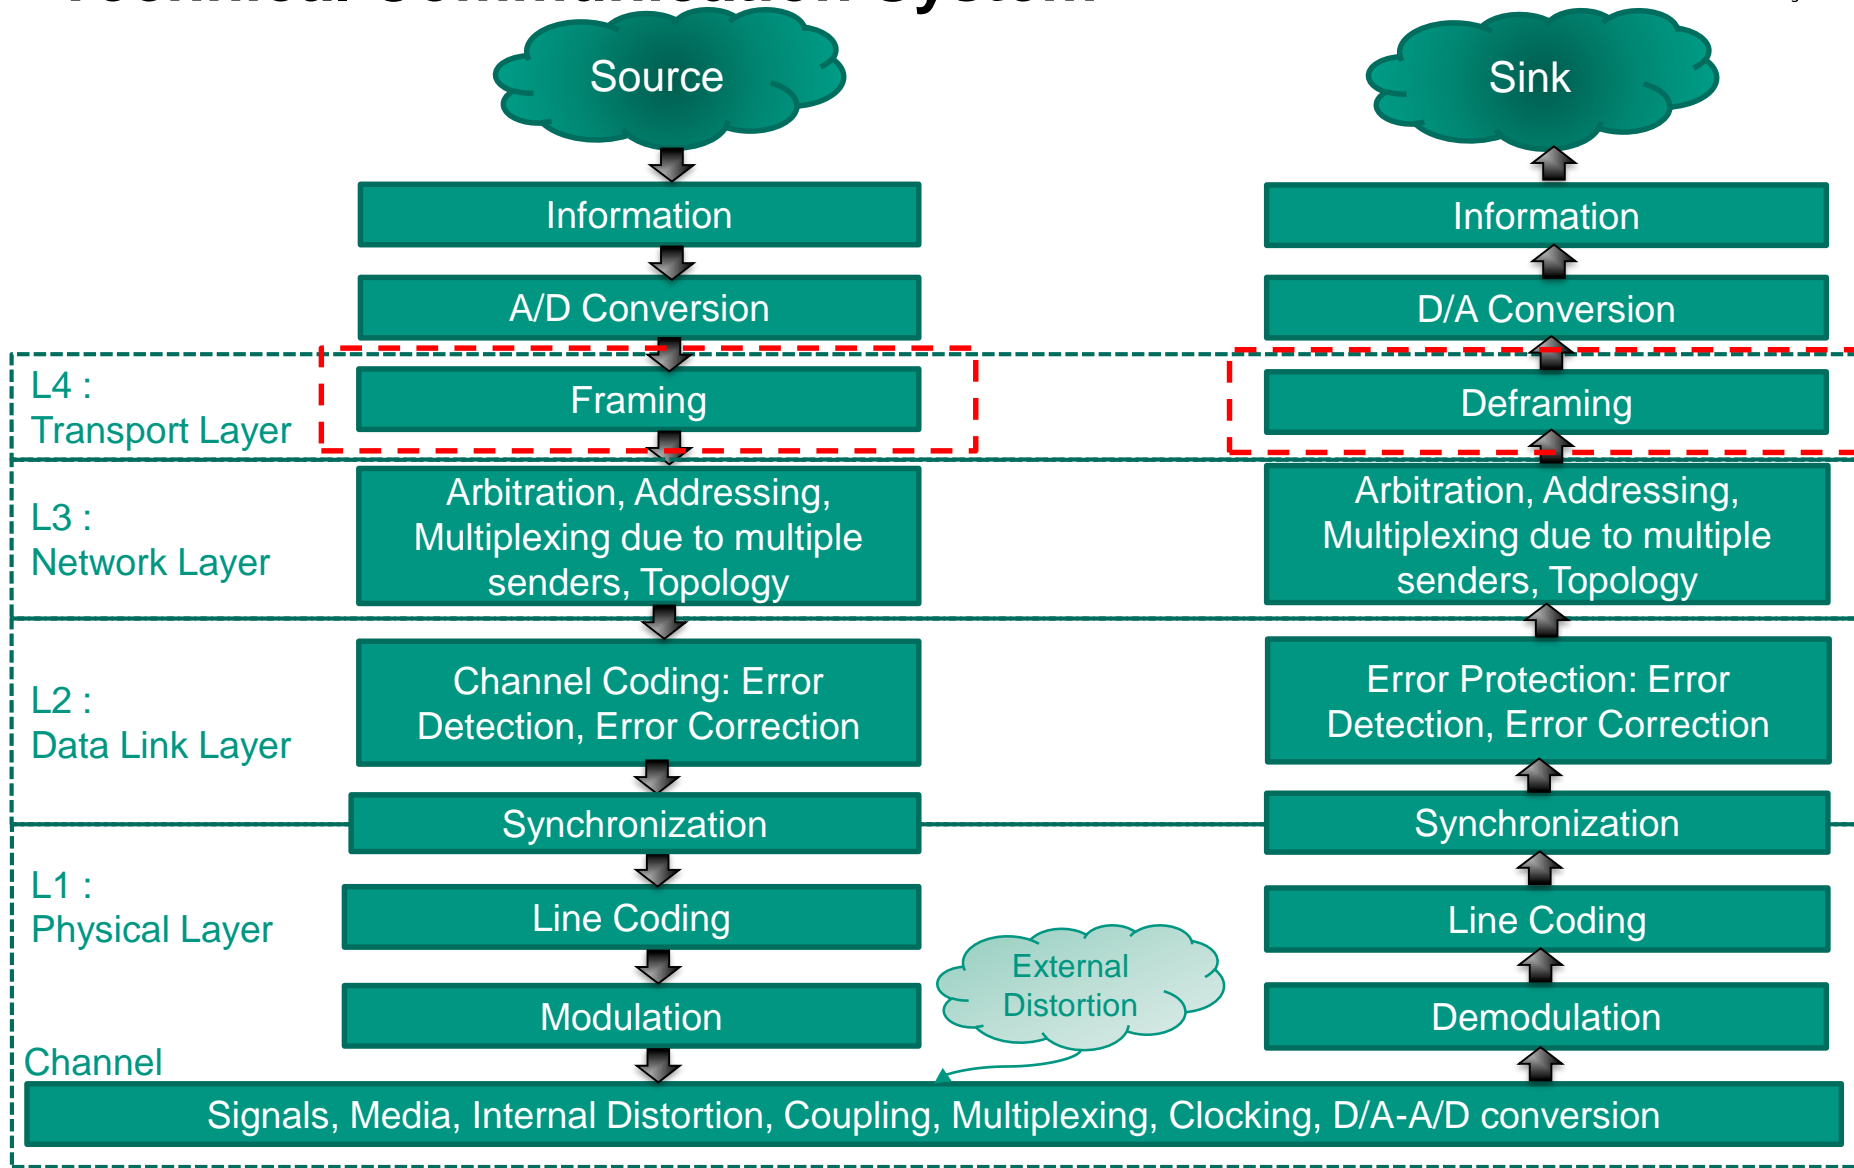 Technical Communication System
Source
Sink
Information
Information
A/D Conversion
D/A Conversion
L4 :
Transport Layer
Framing
Deframing
L3 :
Network Layer
Arbitration, Addressing,
Multiplexing due to multiple
senders, Topology
Arbitration, Addressing,
Multiplexing due to multiple
senders, Topology
L2 :
Data Link Layer
Channel Coding: Error
Detection, Error Correction
Error Protection: Error
Detection, Error Correction
Synchronization
Synchronization
L1 :
Physical Layer
Line Coding
Line Coding
External
Distortion
Modulation
Demodulation
Channel
Signals, Media, Internal Distortion, Coupling, Multiplexing, Clocking, D/A-A/D conversion